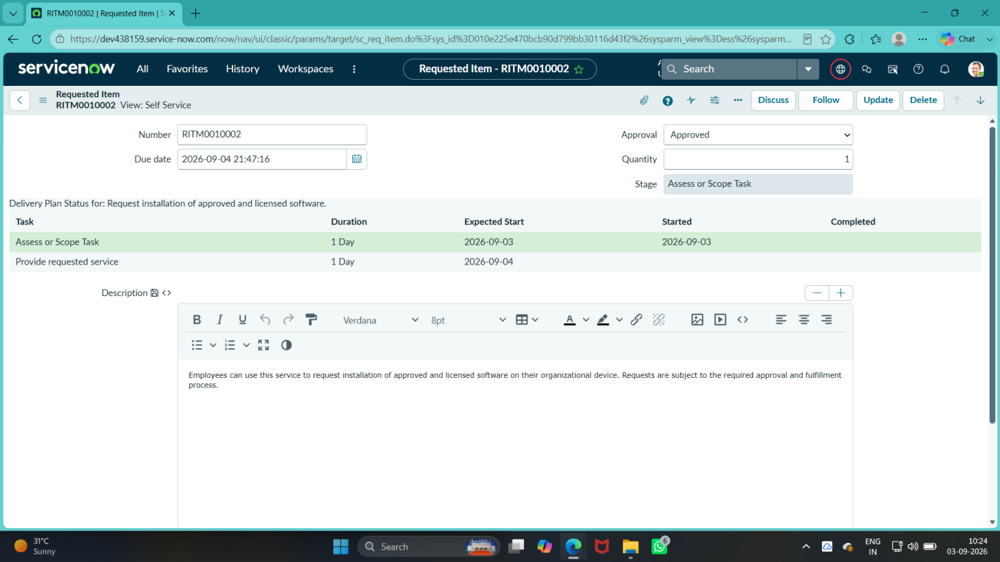 RITM0010002 | Requested Item | S
https://dev438159.service-now.com/now/nav/ui/classic/params/target/sc_req_item.do%3Fsys_id%3D010e225e470bcb90d799bb30116d43f2%26sysparm_view%3Dess%26sysparm...
Chat
servicenow All Favorites History Workspaces Requested Item - RITM0010002 Search
Requested Item
RITM0010002 View: Self Service
Discuss Follow Update Delete
Number RITM0010002 Approval Approved
Due date 2026-09-04 21:47:16 Quantity 1
Stage Assess or Scope Task
Delivery Plan Status for: Request installation of approved and licensed software.
Task Duration Expected Start Started Completed
Assess or Scope Task 1 Day 2026-09-03 2026-09-03
Provide requested service 1 Day 2026-09-04
Description
Verdana 8pt
Employees can use this service to request installation of approved and licensed software on their organizational device. Requests are subject to the required approval and fulfillment
process.
31°C
Sunny
Search
6
ENG
IN
10:24
03-09-2026